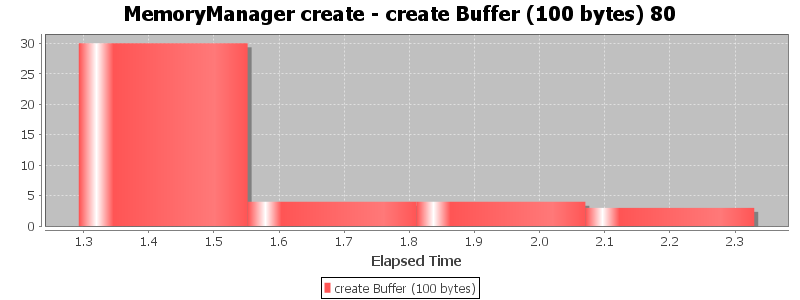 MemoryManager create - create Buffer (100 bytes) 80
30
25
20
15
10
5
0
1.3 1.4 1.5 1.6 1.7 1.8 1.9 2.0 2.1 2.2 2.3
Elapsed Time
create Buffer (100 bytes)